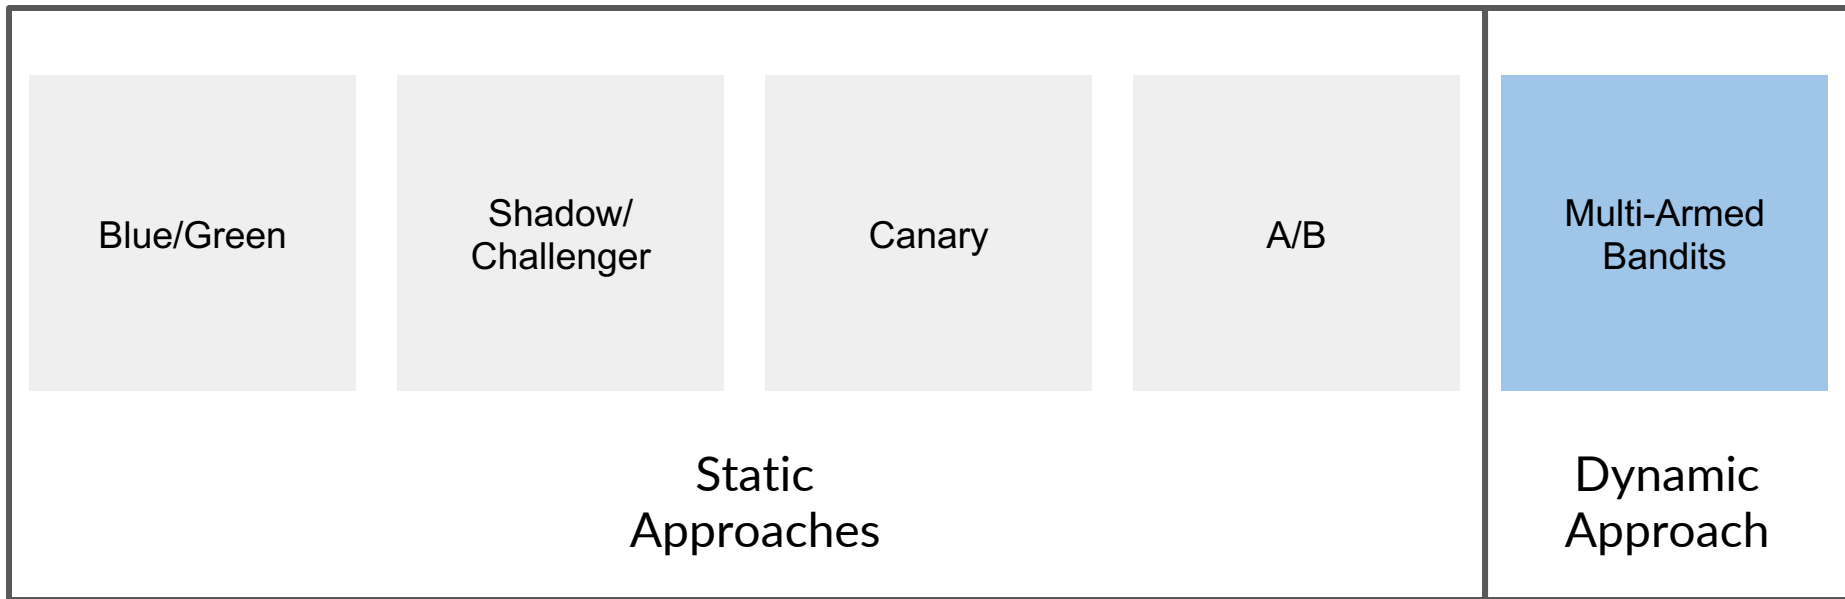 Blue/Green
Shadow/
Challenger
Canary
A/B
Multi-Armed
Bandits
Static
Approaches
Dynamic
Approach